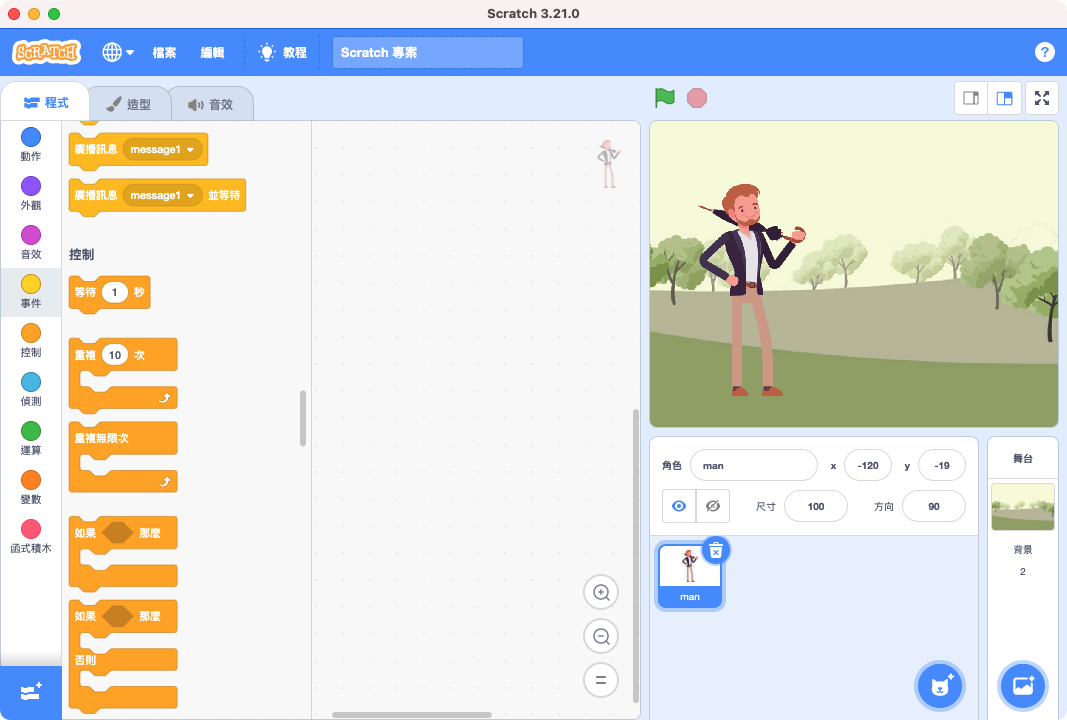 Scratch 3.21.0
SCRATCH 檔案 編輯 教程 Scratch 專案 ?
程式 造型 音效
動作
外觀
音效
事件
控制
偵測
運算
變數
函式積木
廣播訊息 message1
廣播訊息 message1 並等待
控制
等待 1 秒
重複 10 次
重複無限次
如果 那麼
如果 那麼
否則
角色 man x -120 y -19
尺寸 100 方向 90
man
舞台
背景
2